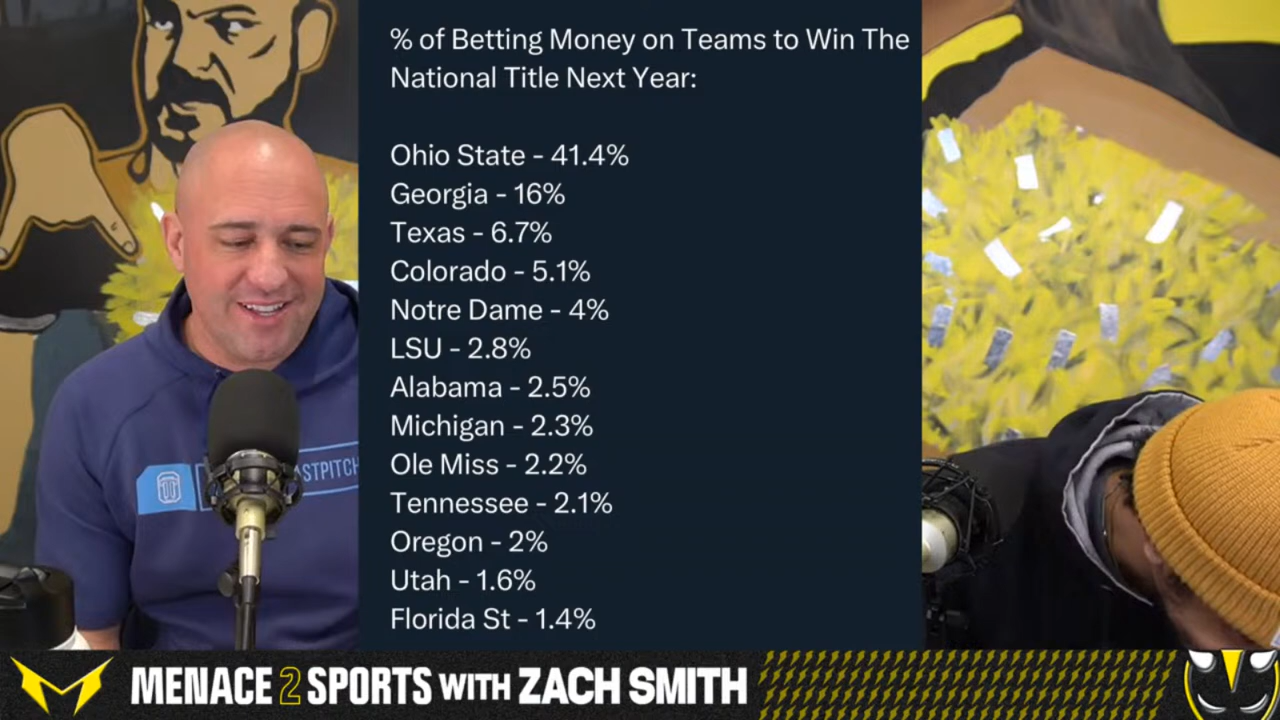 % of Betting Money on Teams to Win The
National Title Next Year:
Ohio State - 41.4%
Georgia - 16%
Texas - 6.7%
Colorado - 5.1%
Notre Dame - 4%
LSU - 2.8%
Alabama - 2.5%
Michigan - 2.3%
Ole Miss - 2.2%
Tennessee - 2.1%
Oregon - 2%
Utah - 1.6%
Florida St - 1.4%
MENACE 2 SPORTS WITH ZACH SMITH